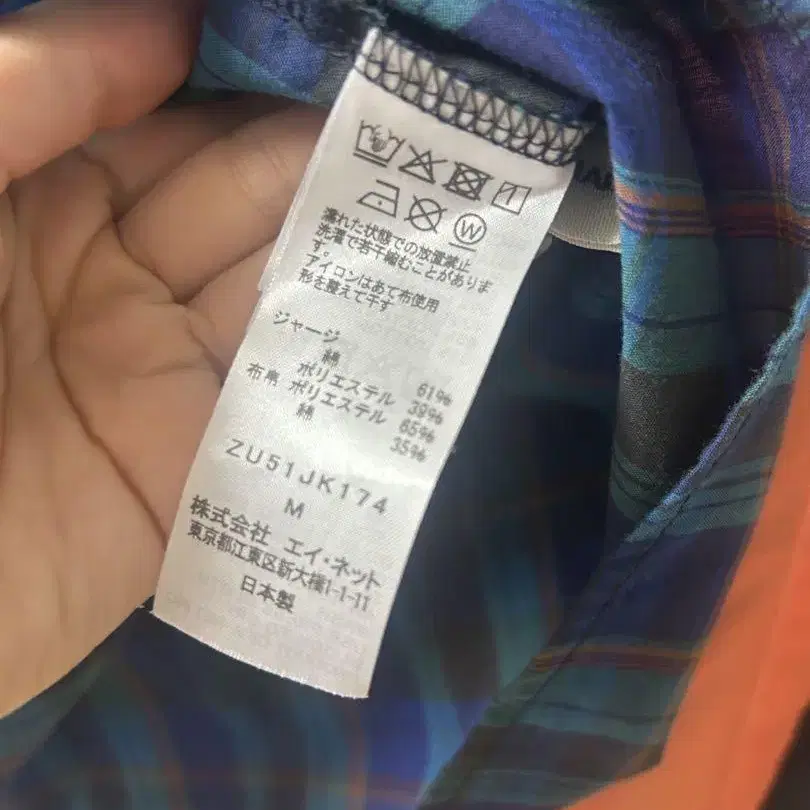 濡れた状態での放置禁止
洗濯で若干縮むことがありま
す。
アイロンはあて布使用
形を整えて干す
ジャージ
綿 61%
ポリエステル 39%
布帛 ポリエステル 65%
綿 35%
ZU51JK174
M
株式会社 エイ・ネット
東京都江東区新大橋1-1-11
日本製